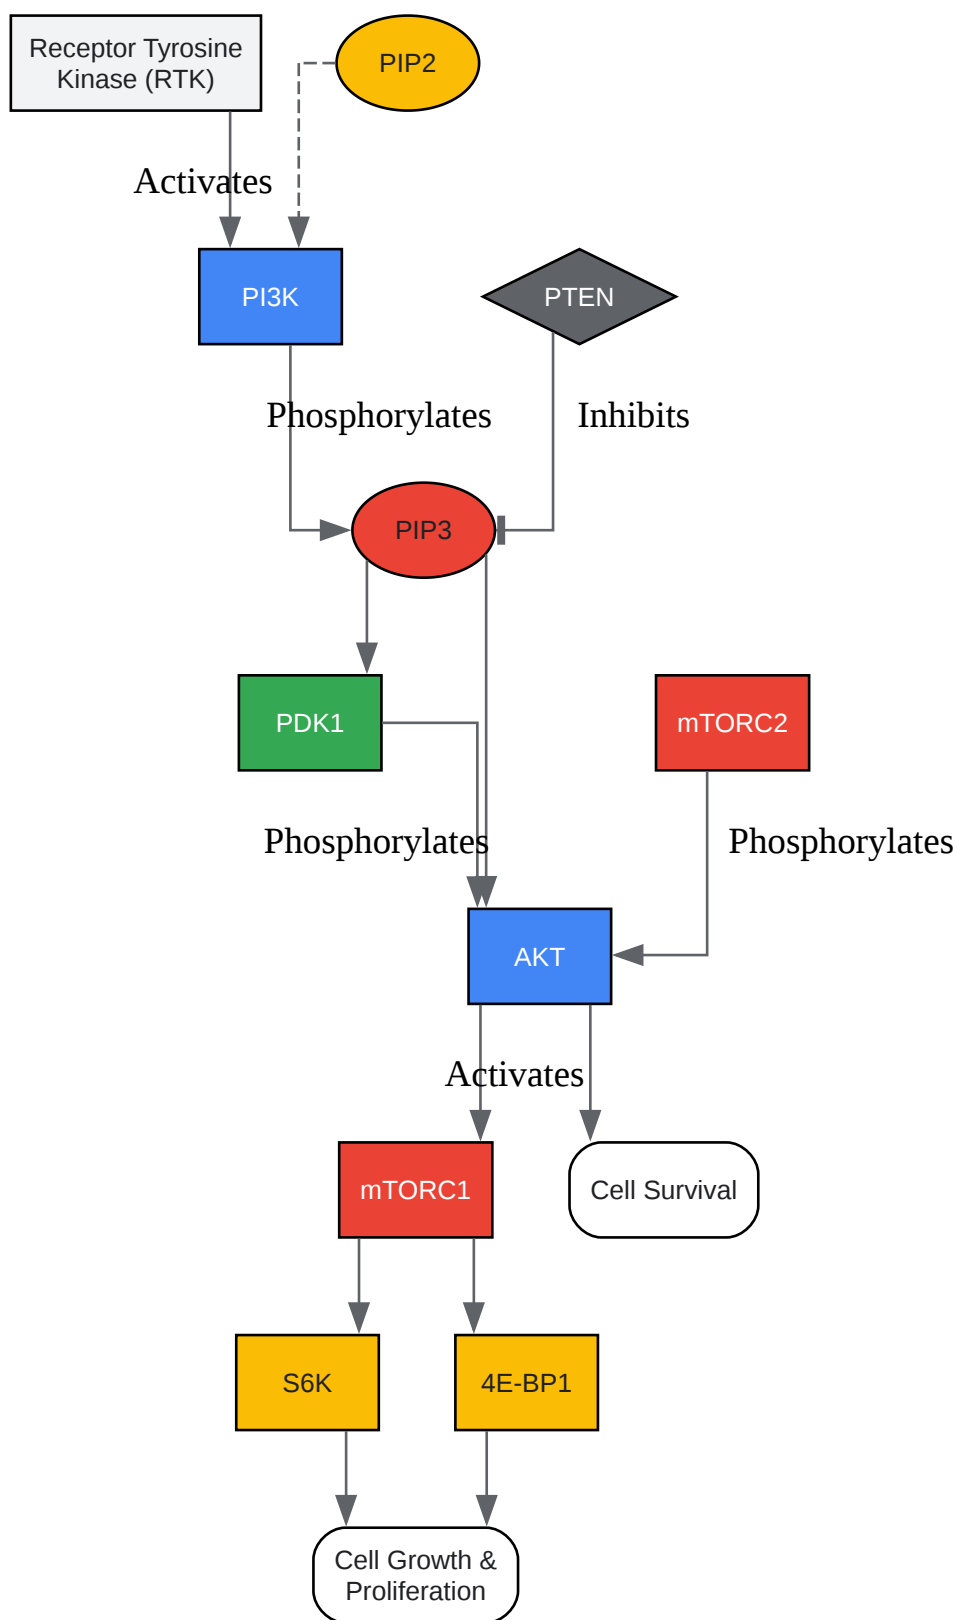 Receptor Tyrosine
Kinase (RTK)
PIP2
Activates
PI3K
PTEN
Phosphorylates
Inhibits
PIP3
PDK1
mTORC2
Phosphorylates
Phosphorylates
AKT
Activates
mTORC1
Cell Survival
S6K
4E-BP1
Cell Growth &
Proliferation